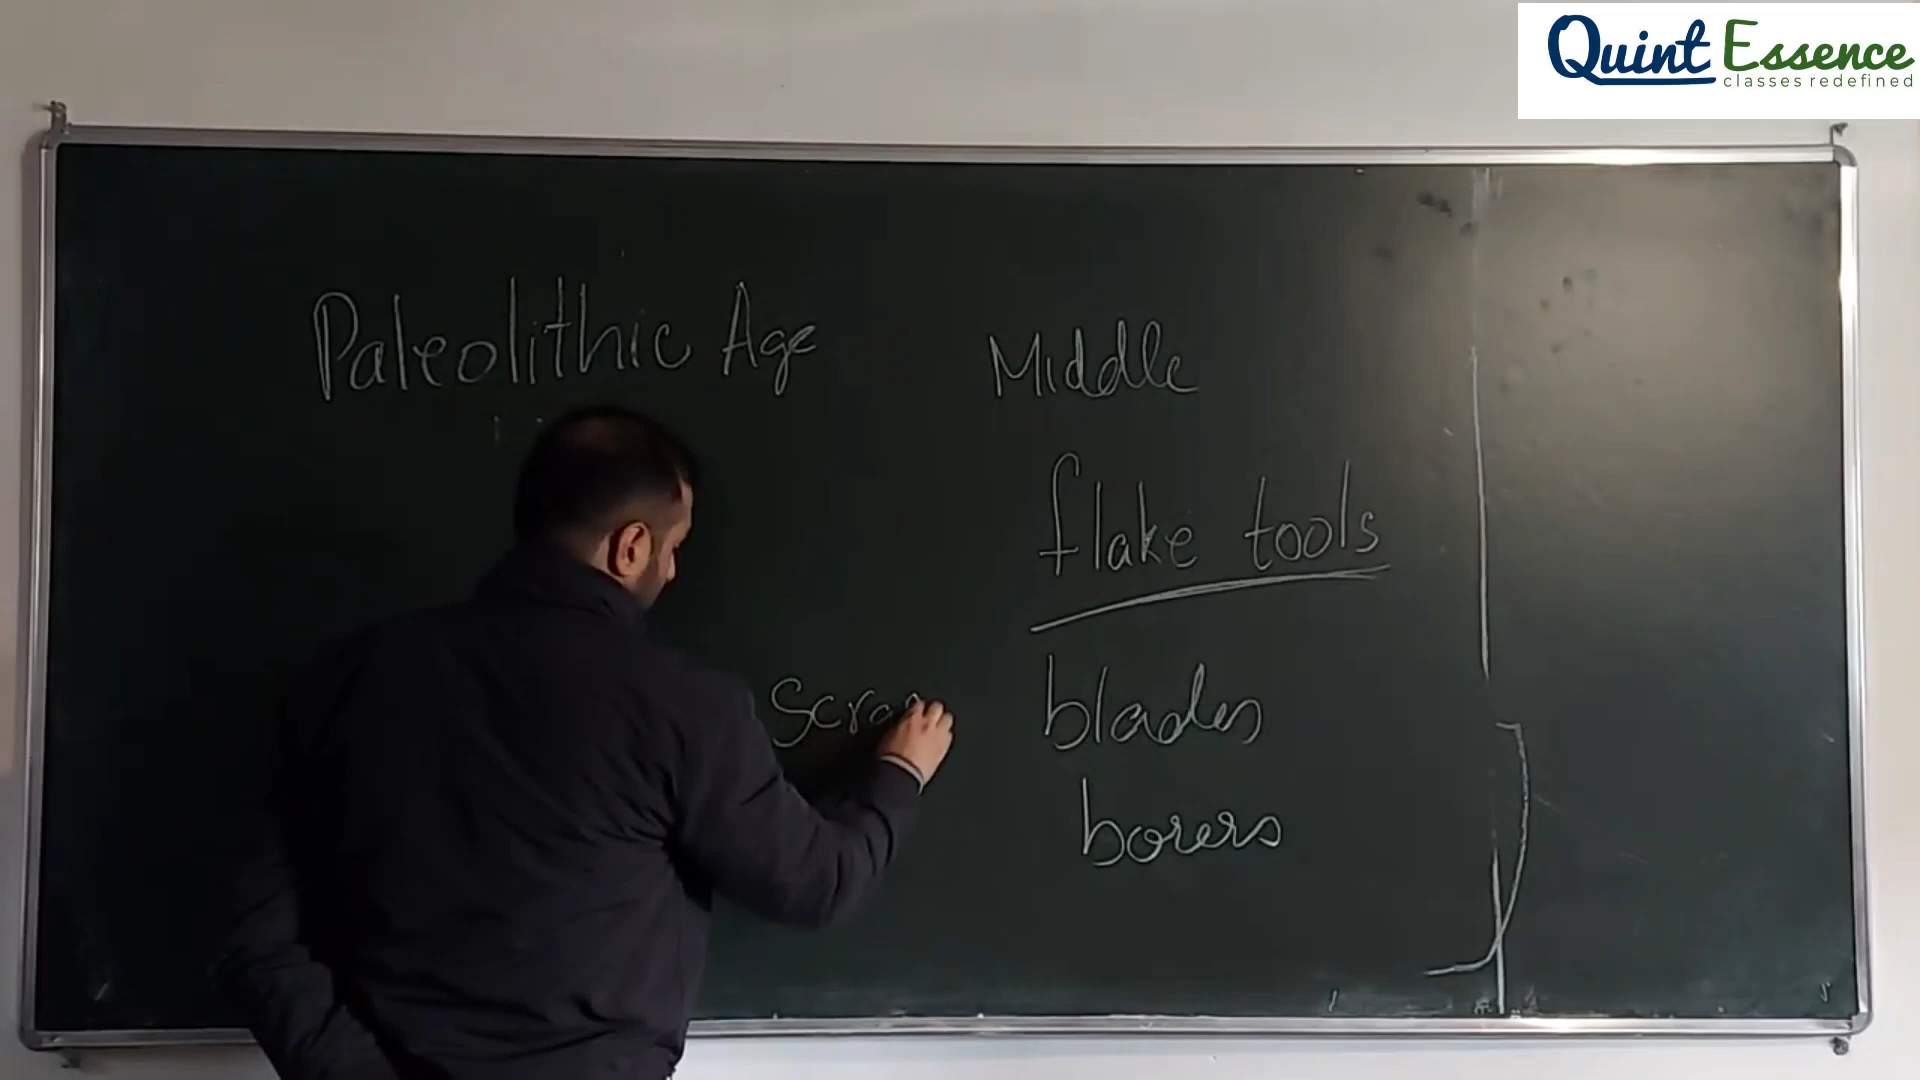 Quint Essence
classes redefined
Paleolithic Age
Middle
flake tools
blades
borers